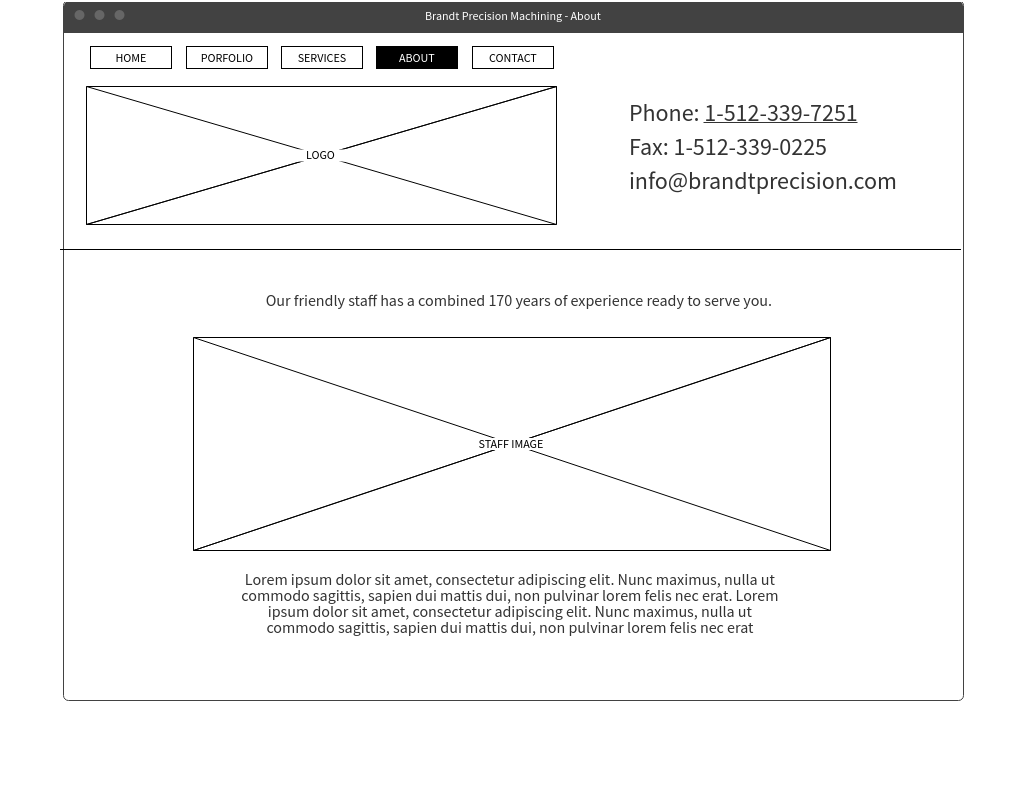 Brandt Precision Machining - About
HOME PORFOLIO SERVICES ABOUT CONTACT
LOGO
Phone: 1-512-339-7251
Fax: 1-512-339-0225
info@brandtprecision.com
Our friendly staff has a combined 170 years of experience ready to serve you.
STAFF IMAGE
Lorem ipsum dolor sit amet, consectetur adipiscing elit. Nunc maximus, nulla ut
commodo sagittis, sapien dui mattis dui, non pulvinar lorem felis nec erat. Lorem
ipsum dolor sit amet, consectetur adipiscing elit. Nunc maximus, nulla ut
commodo sagittis, sapien dui mattis dui, non pulvinar lorem felis nec erat